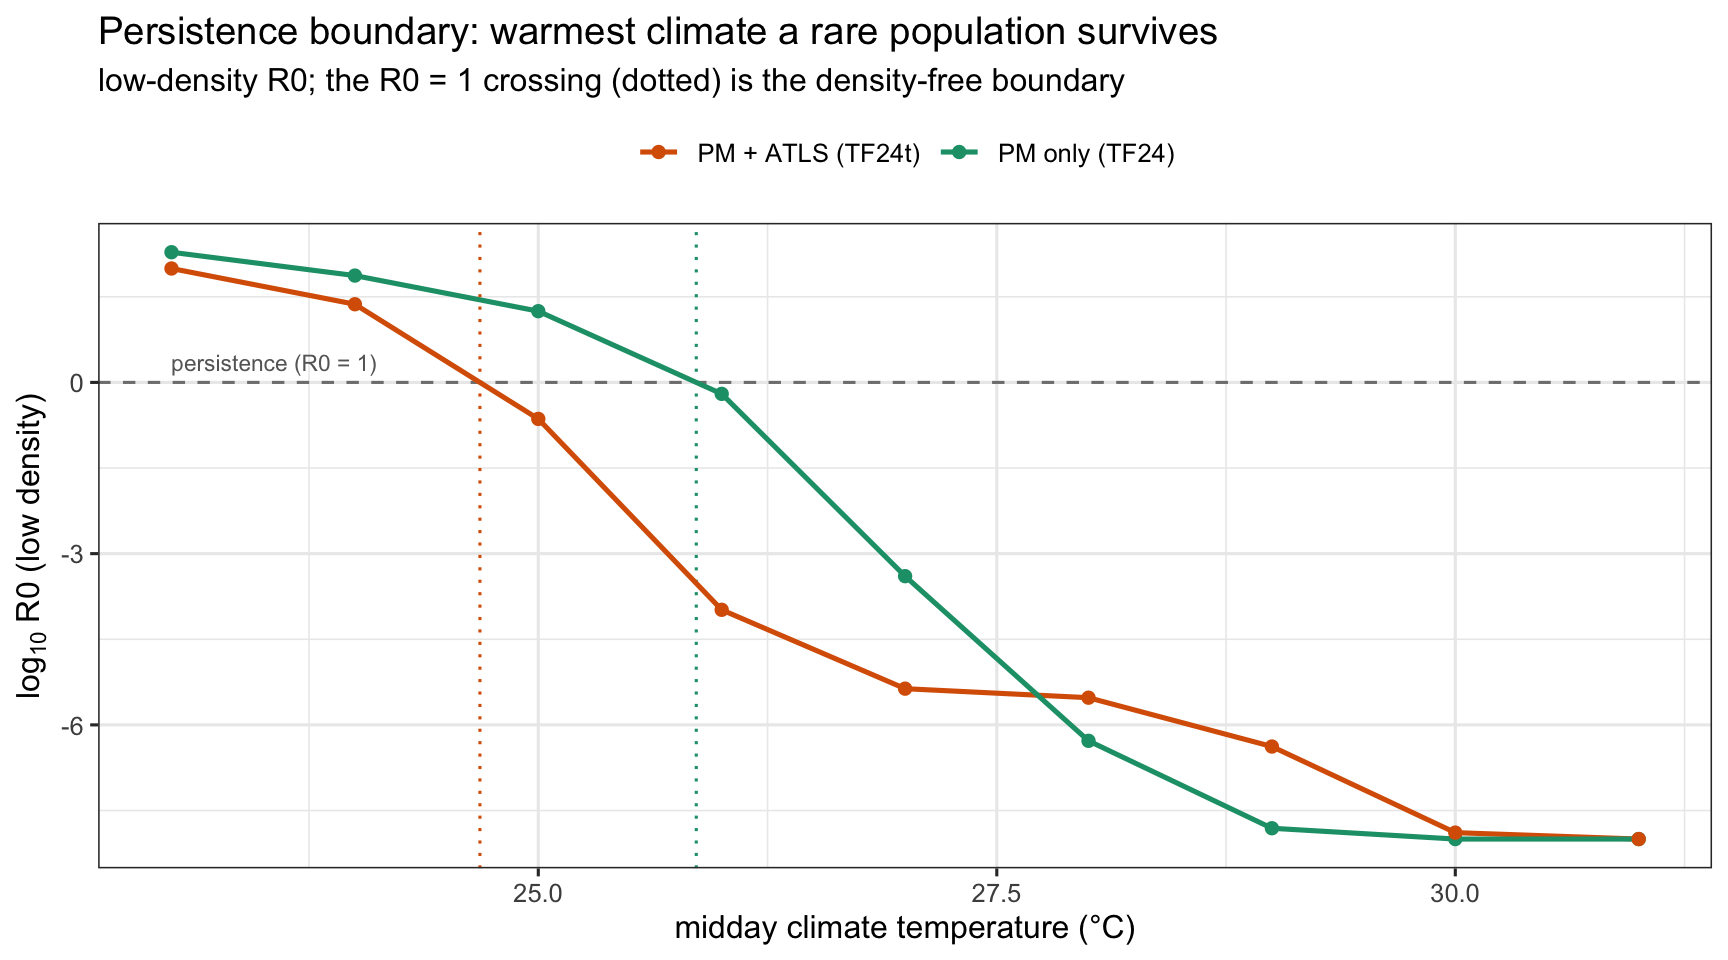 Persistence boundary: warmest climate a rare population survives
low-density R0; the R0 = 1 crossing (dotted) is the density-free boundary
PM + ATLS (TF24t) PM only (TF24)
persistence (R0 = 1)
0
-3
-6
log₁₀ R0 (low density)
25.0 27.5 30.0
midday climate temperature (°C)